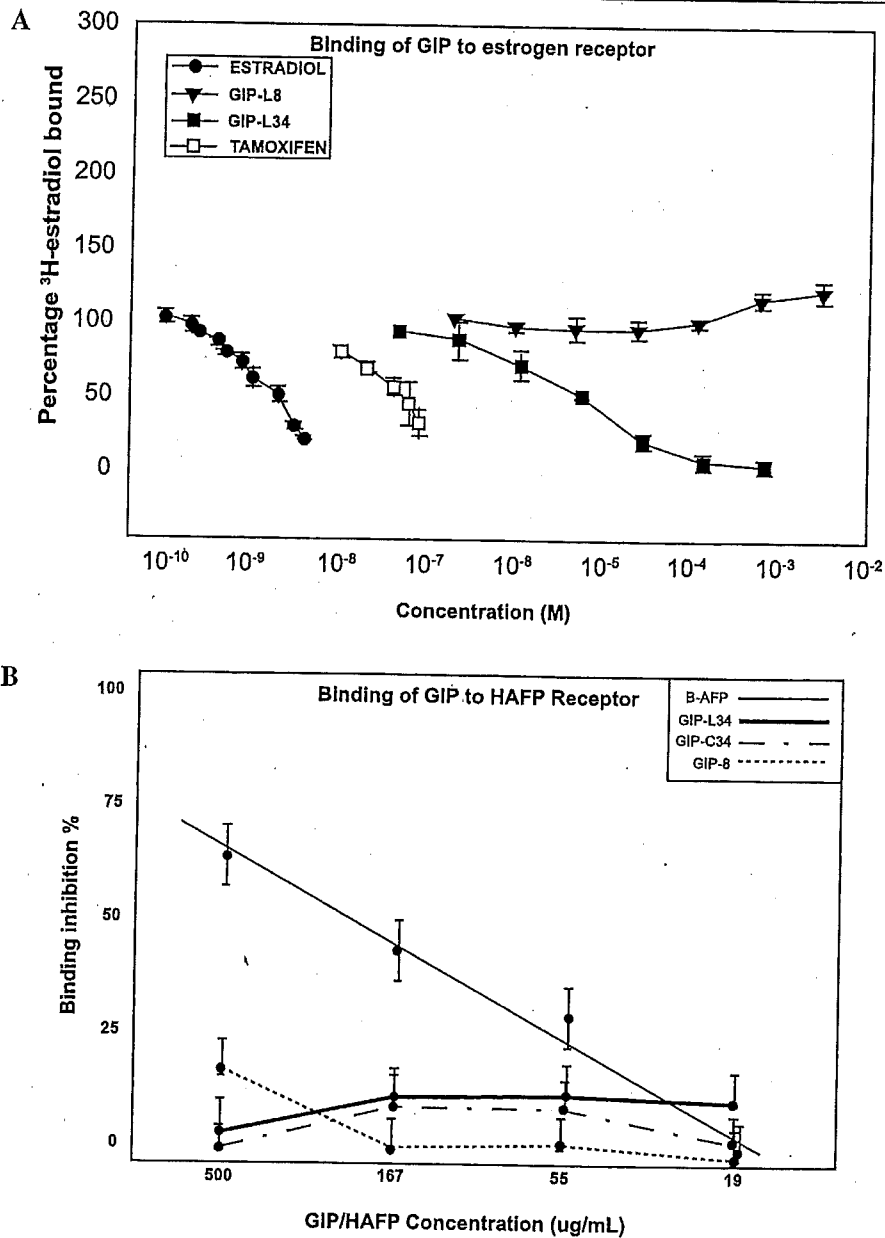 A
Binding of GIP to estrogen receptor
ESTRADIOL
GIP-L8
GIP-L34
TAMOXIFEN
Percentage ³H-estradiol bound
300
250
200
150
100
50
0
10⁻¹⁰ 10⁻⁹ 10⁻⁸ 10⁻⁷ 10⁻⁸ 10⁻⁵ 10⁻⁴ 10⁻³ 10⁻²
Concentration (M)
B
Binding of GIP to HAFP Receptor
B-AFP
GIP-L34
GIP-C34
GIP-8
Binding inhibition %
100
75
50
25
0
500 167 55 19
GIP/HAFP Concentration (ug/mL)